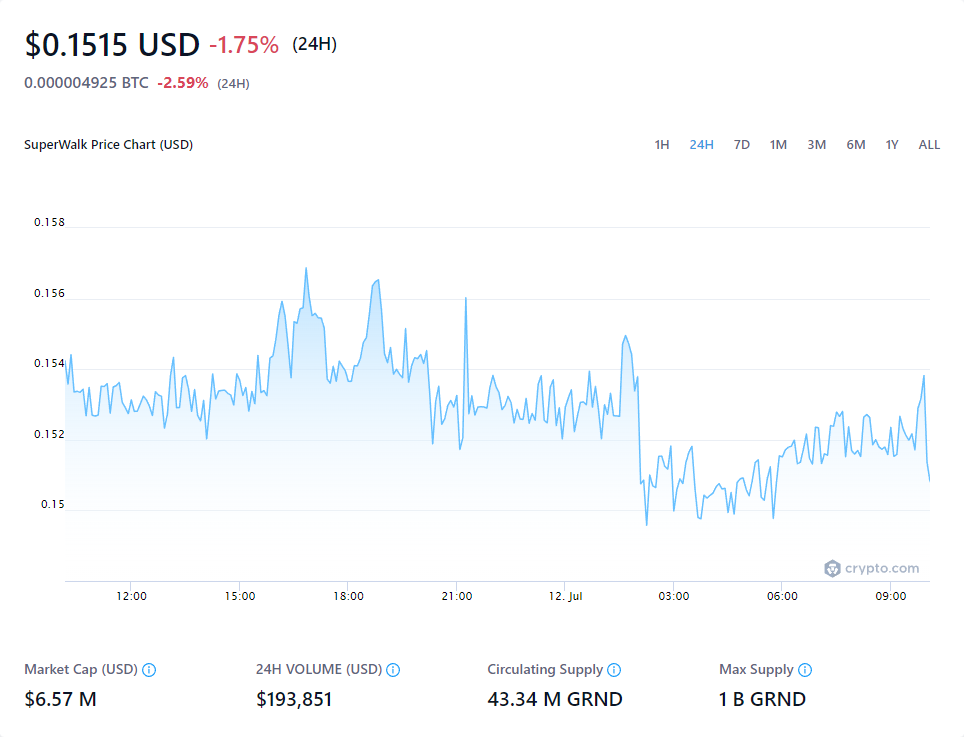 $0.1515 USD -1.75% (24H)
0.000004925 BTC -2.59% (24H)
SuperWalk Price Chart (USD)
1H 24H 7D 1M 3M 6M 1Y ALL
0.158
0.156
0.154
0.152
0.15
crypto.com
12:00 15:00 18:00 21:00 12. Jul 03:00 06:00 09:00
Market Cap (USD) 24H VOLUME (USD) Circulating Supply Max Supply
$6.57 M $193,851 43.34 M GRND 1 B GRND